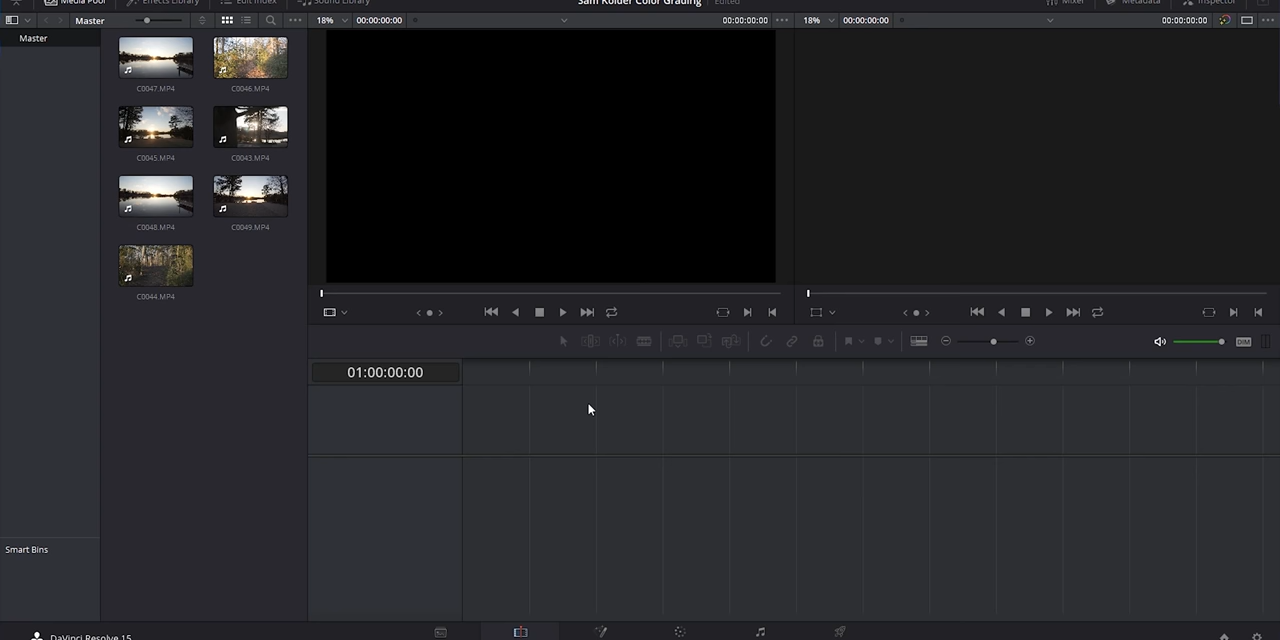 Media Pool
Effects Library
Edit Index
Sound Library
Sam Kolder Color Grading
Edited
Mixer
Metadata
Inspector
Master
18%
00:00:00:00
00:00:00:00
18%
00:00:00:00
00:00:00:00
Master
C0047.MP4
C0046.MP4
C0045.MP4
C0043.MP4
C0048.MP4
C0049.MP4
C0044.MP4
DIM
01:00:00:00
Smart Bins
DaVinci Resolve 15